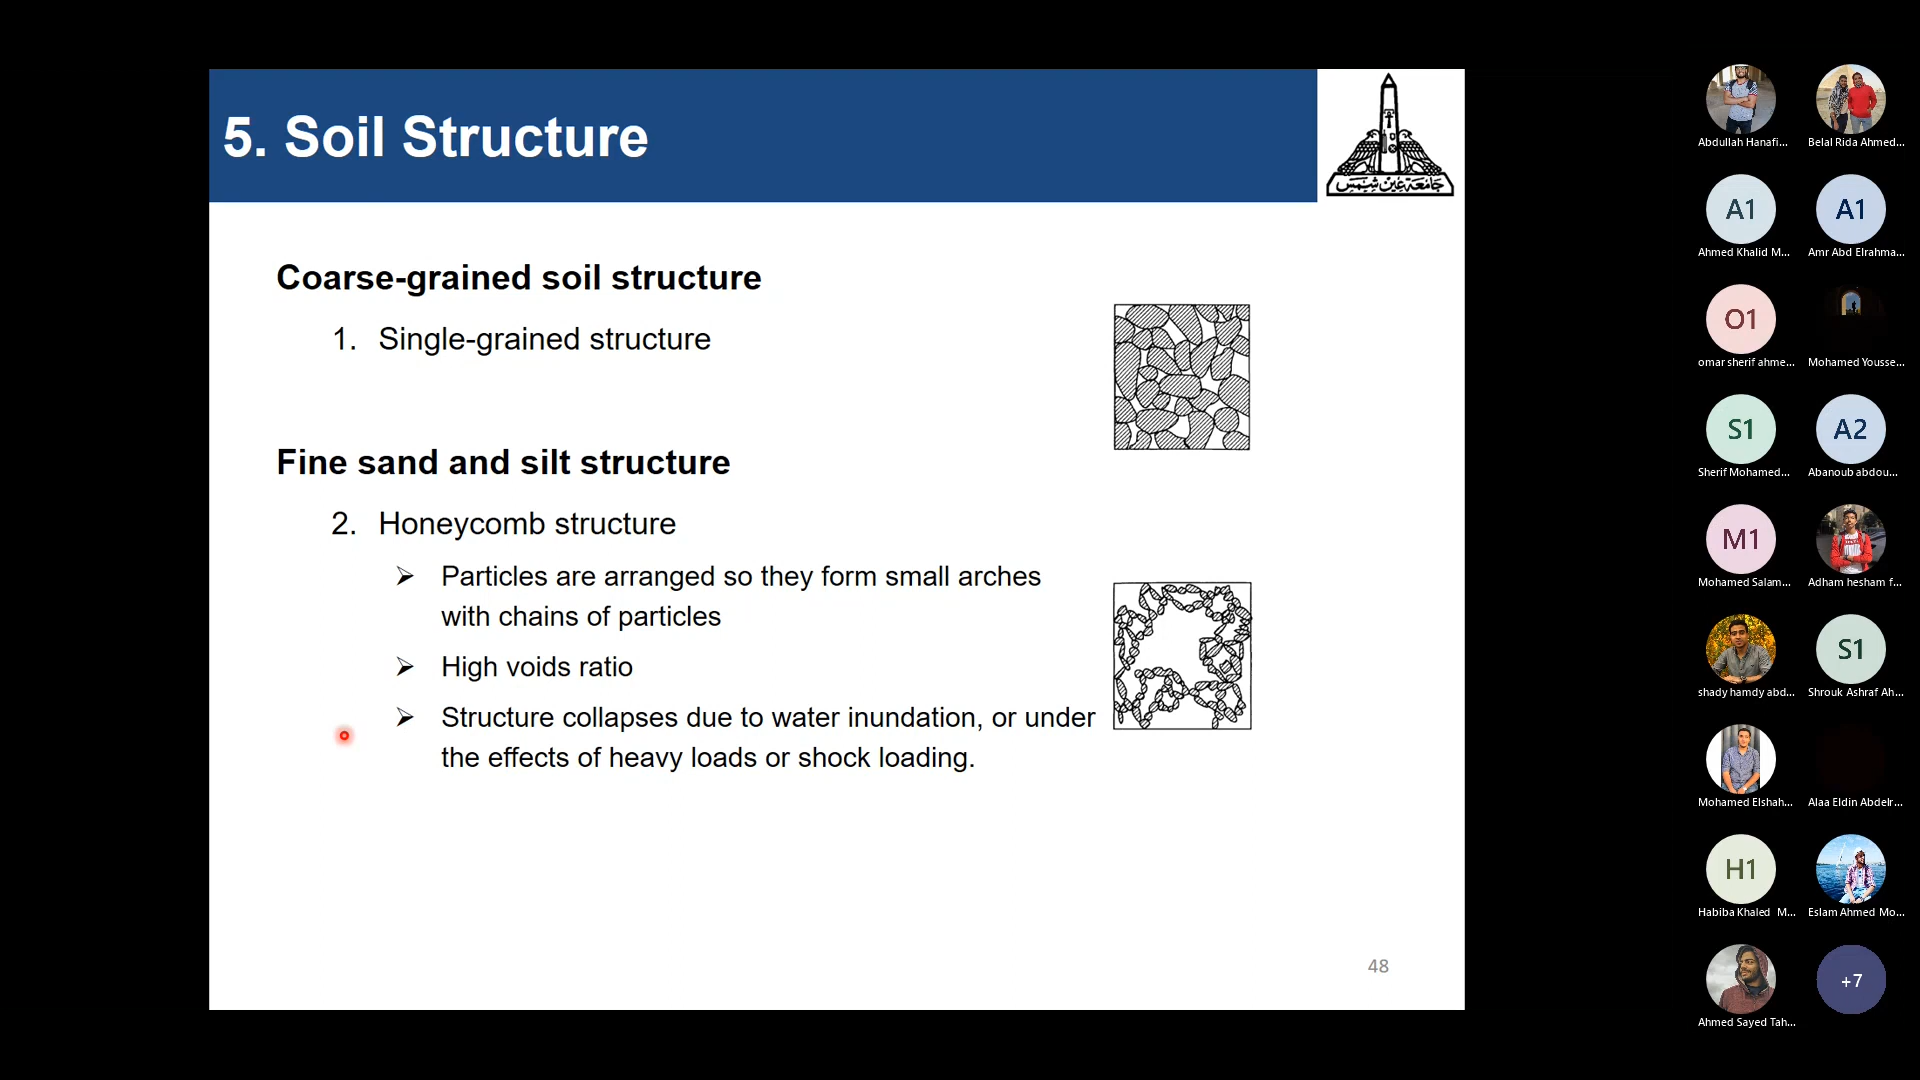 5. Soil Structure
جامعة عين شمس
Coarse-grained soil structure
1. Single-grained structure
Fine sand and silt structure
2. Honeycomb structure
➢ Particles are arranged so they form small arches
with chains of particles
➢ High voids ratio
➢ Structure collapses due to water inundation, or under
the effects of heavy loads or shock loading.
48
Abdullah Hanafi...
Belal Rida Ahmed...
A1
A1
Ahmed Khalid M...
Amr Abd Elrahma...
O1
omar sherif ahme...
Mohamed Yousse...
S1
A2
Sherif Mohamed...
Abanoub abdou...
M1
Mohamed Salam...
Adham hesham f...
S1
shady hamdy abd...
Shrouk Ashraf Ah...
Mohamed Elshah...
Alaa Eldin Abdelr...
H1
Habiba Khaled M...
Eslam Ahmed Mo...
+7
Ahmed Sayed Tah...